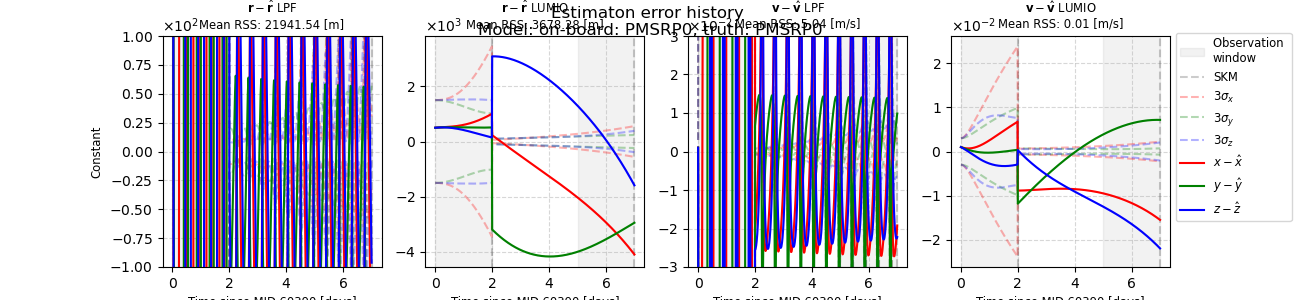 Estimaton error history
Model: on-board: PMSRP0, truth: PMSRP0
r − r̂ LPF
×10² Mean RSS: 21941.54 [m]
1.00
0.75
0.50
0.25
0.00
−0.25
−0.50
−0.75
−1.00
Constant
0 2 4 6
Time since MJD 60390 [days]
r − r̂ LUMIO
×10³ Mean RSS: 3678.28 [m]
2
0
−2
−4
0 2 4 6
Time since MJD 60390 [days]
v − v̂ LPF
×10⁻² Mean RSS: 5.04 [m/s]
3
2
1
0
−1
−2
−3
0 2 4 6
Time since MJD 60390 [days]
v − v̂ LUMIO
×10⁻² Mean RSS: 0.01 [m/s]
2
1
0
−1
−2
0 2 4 6
Time since MJD 60390 [days]
Observation
window
SKM
3σx
3σy
3σz
x − x̂
y − ŷ
z − ẑ